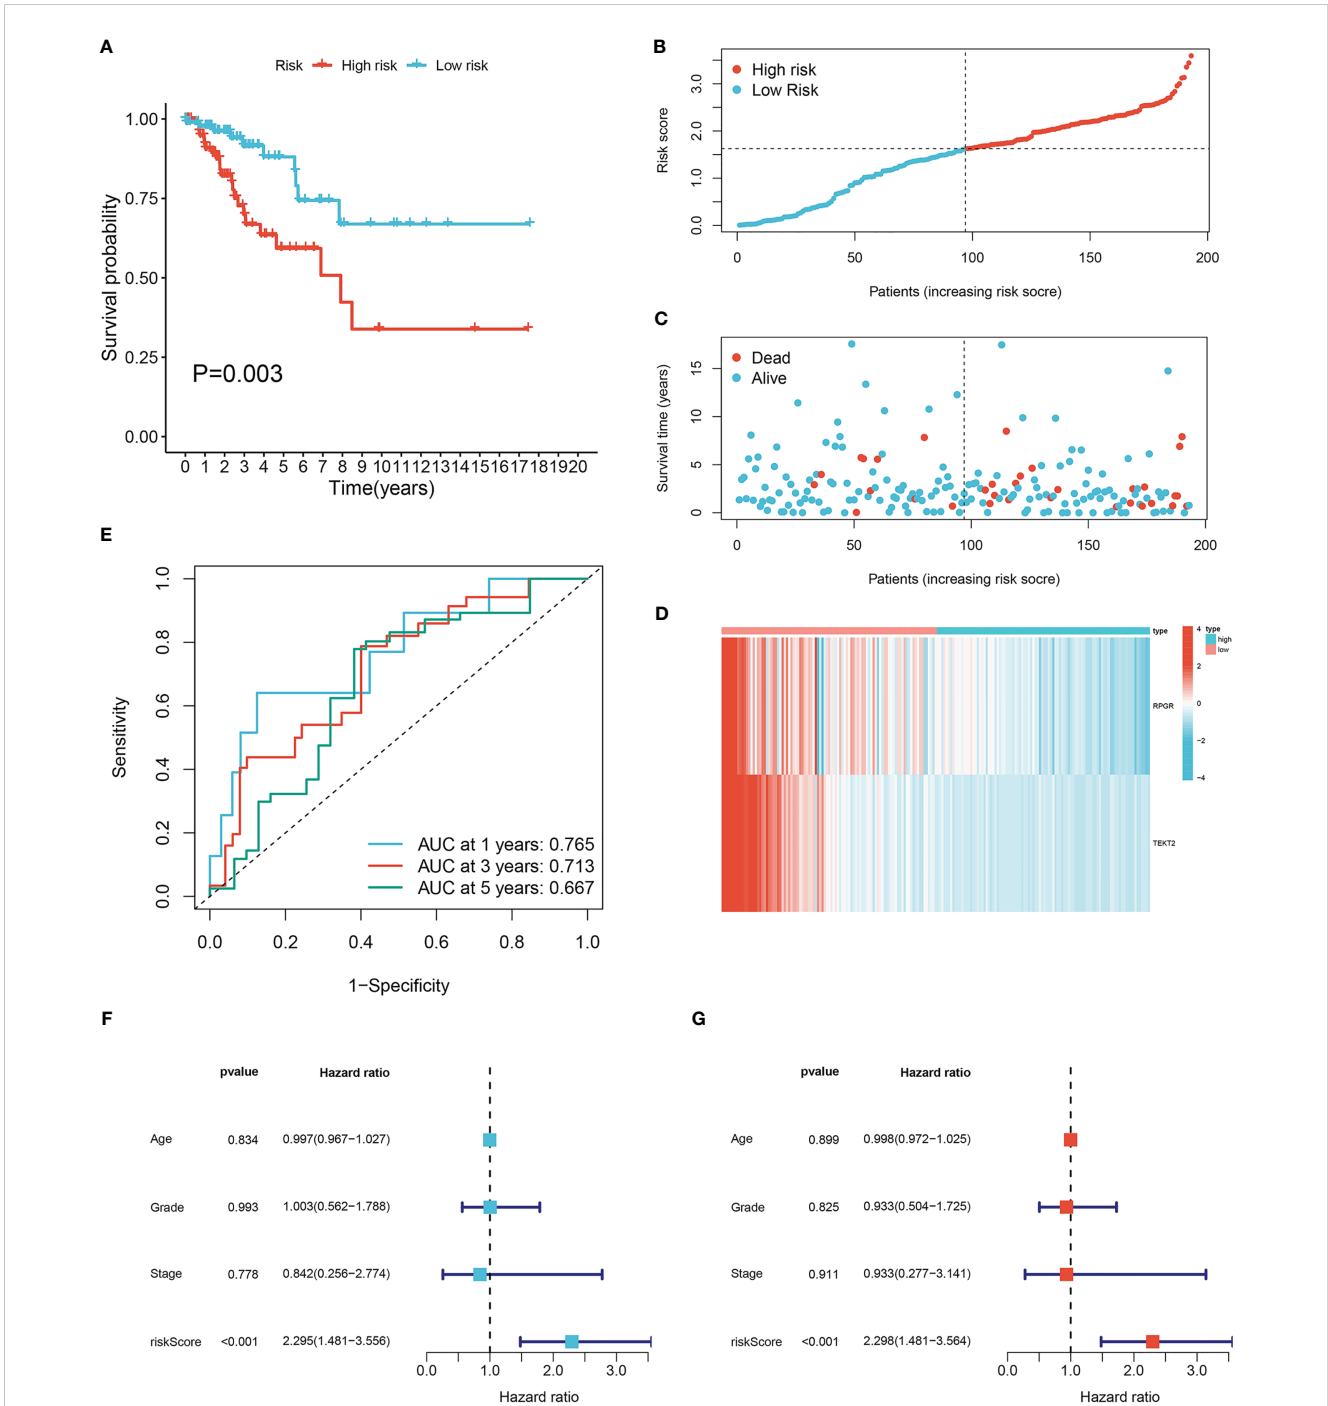 A
Risk High risk Low risk
1.00
0.75
0.50
0.25
0.00
Survival probability
P=0.003
0 1 2 3 4 5 6 7 8 9 10 11 12 13 14 15 16 17 18 19 20
Time(years)
B
High risk
Low Risk
Risk score
0.0 1.0 2.0 3.0
0 50 100 150 200
Patients (increasing risk socre)
C
Dead
Alive
Survival time (years)
0 5 10 15
0 50 100 150 200
Patients (increasing risk socre)
E
Sensitivity
0.0 0.2 0.4 0.6 0.8 1.0
AUC at 1 years: 0.765
AUC at 3 years: 0.713
AUC at 5 years: 0.667
0.0 0.2 0.4 0.6 0.8 1.0
1−Specificity
D
type
RPGR
TEKT2
4
2
0
−2
−4
type
high
low
F
pvalue Hazard ratio
Age 0.834 0.997(0.967−1.027)
Grade 0.993 1.003(0.562−1.788)
Stage 0.778 0.842(0.256−2.774)
riskScore <0.001 2.295(1.481−3.556)
0.0 1.0 2.0 3.0
Hazard ratio
G
pvalue Hazard ratio
Age 0.899 0.998(0.972−1.025)
Grade 0.825 0.933(0.504−1.725)
Stage 0.911 0.933(0.277−3.141)
riskScore <0.001 2.298(1.481−3.564)
0.0 1.0 2.0 3.0
Hazard ratio